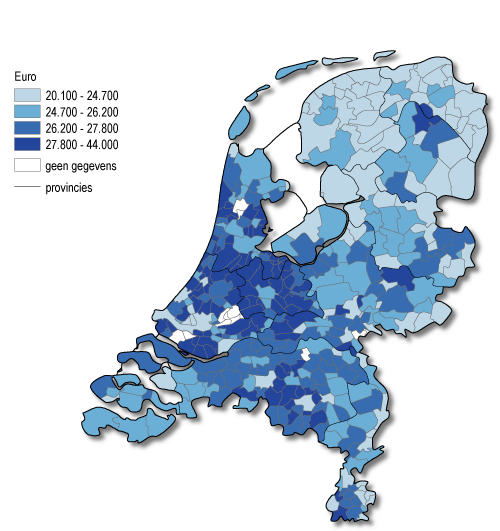 Euro
20.100 - 24.700
24.700 - 26.200
26.200 - 27.800
27.800 - 44.000
geen gegevens
provincies